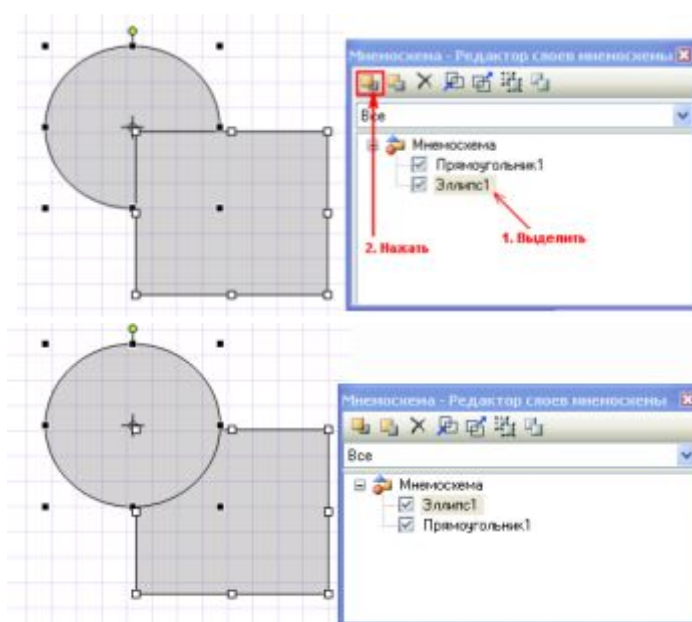 Мнемосхема - Редактор слоев мнемосхемы
Все
Мнемосхема
Прямоугольник1
Эллипс1
1. Выделить
2. Нажать
Мнемосхема - Редактор слоев мнемосхемы
Все
Мнемосхема
Эллипс1
Прямоугольник1